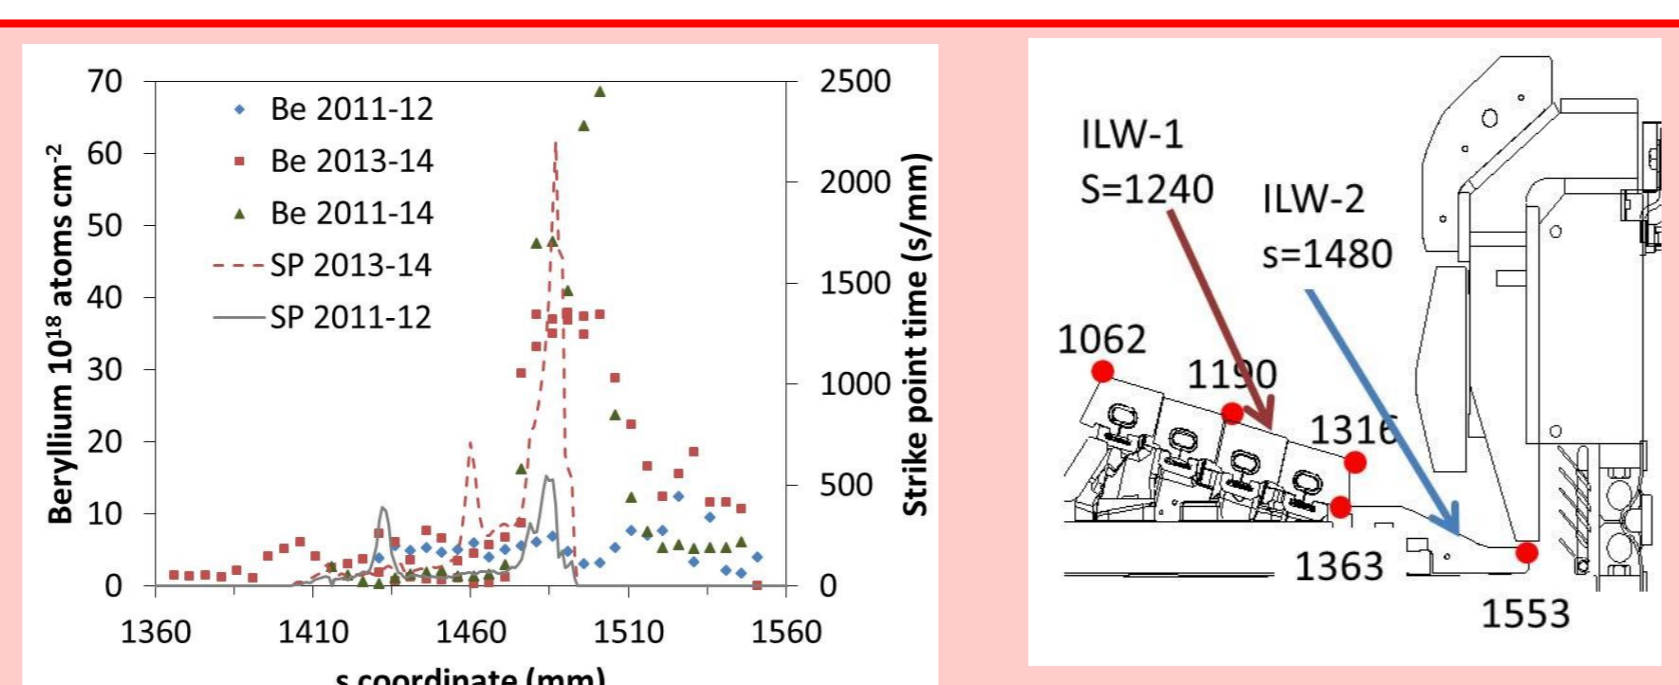 70
60
50
40
30
20
10
0
Beryllium 10¹⁸ atoms cm⁻²
Be 2011-12
Be 2013-14
Be 2011-14
SP 2013-14
SP 2011-12
2500
2000
1500
1000
500
0
Strike point time (s/mm)
1360 1410 1460 1510 1560
s coordinate (mm)
ILW-1
S=1240
ILW-2
s=1480
1062
1190
1316
1363
1553